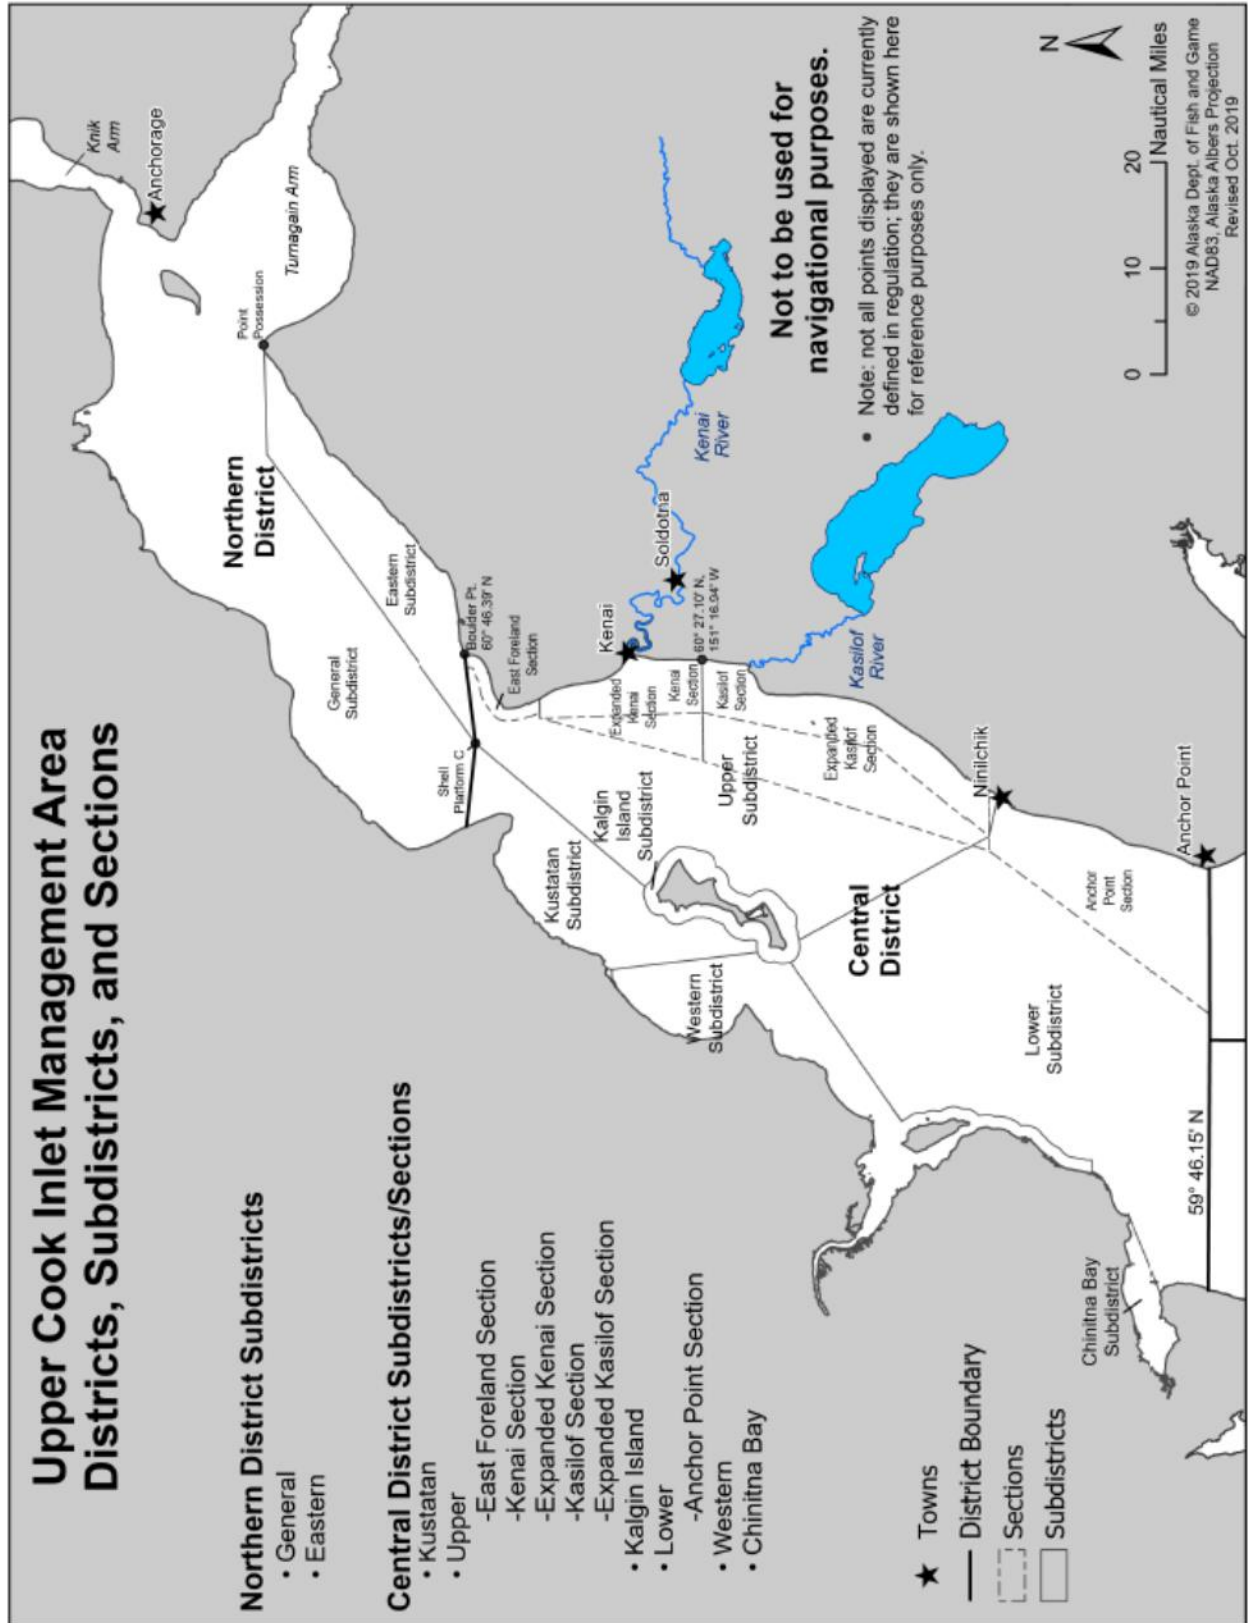 Upper Cook Inlet Management Area
Districts, Subdistricts, and Sections
Northern District Subdistricts
• General
• Eastern
Central District Subdistricts/Sections
• Kustatan
• Upper
-East Foreland Section
-Kenai Section
-Expanded Kenai Section
-Kasilof Section
-Expanded Kasilof Section
• Kalgin Island
• Lower
-Anchor Point Section
• Western
• Chinitna Bay
Towns
District Boundary
Sections
Subdistricts
Knik
Arm
Anchorage
Turnagain Arm
Point
Possession
Northern
District
General
Subdistrict
Eastern
Subdistrict
Boulder Pt.
60° 46.39' N
Shell
Platform C
East Foreland
Section
Kustatan
Subdistrict
Kalgin
Island
Subdistrict
Expanded
Kenai
Section
Kenai
Section
Kenai
Soldotna
Kenai
River
60° 27.10' N,
151° 16.94' W
Kasilof
Section
Upper
Subdistrict
Western
Subdistrict
Expanded
Kasilof
Section
Kasilof
River
Central
District
Ninilchik
Lower
Subdistrict
Anchor
Point
Section
Anchor Point
Chinitna Bay
Subdistrict
59° 46.15' N
Not to be used for
navigational purposes.
• Note: not all points displayed are currently
defined in regulation; they are shown here
for reference purposes only.
N
0 10 20
Nautical Miles
© 2019 Alaska Dept. of Fish and Game
NAD83, Alaska Albers Projection
Revised Oct. 2019